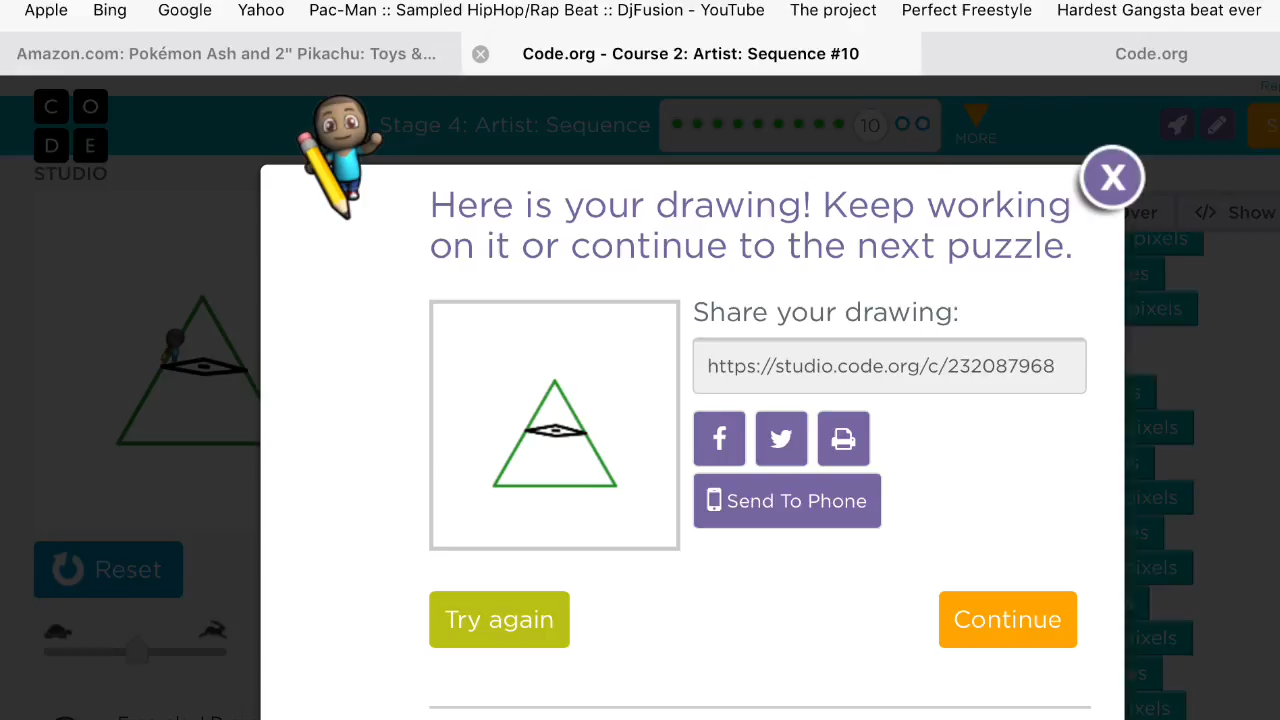 Apple Bing Google Yahoo Pac-Man :: Sampled HipHop/Rap Beat :: DjFusion - YouTube The project Perfect Freestyle Hardest Gangsta beat ever
Amazon.com: Pokémon Ash and 2" Pikachu: Toys &... Code.org - Course 2: Artist: Sequence #10 Code.org
C O
D E
STUDIO
Stage 4: Artist: Sequence 10 MORE
Here is your drawing! Keep working
on it or continue to the next puzzle.
X
Show
pixels
Share your drawing:
https://studio.code.org/c/232087968
Send To Phone
Reset
Try again Continue